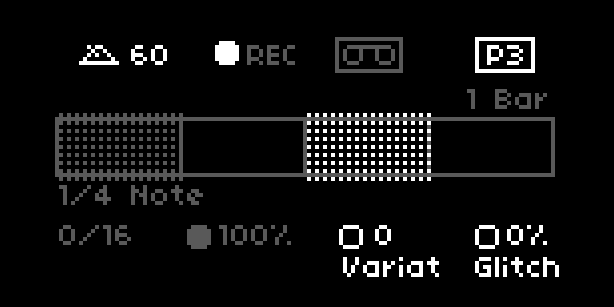 60 REC P3
1 Bar
1/4 Note
0/16 100% 0 0%
Variat Glitch